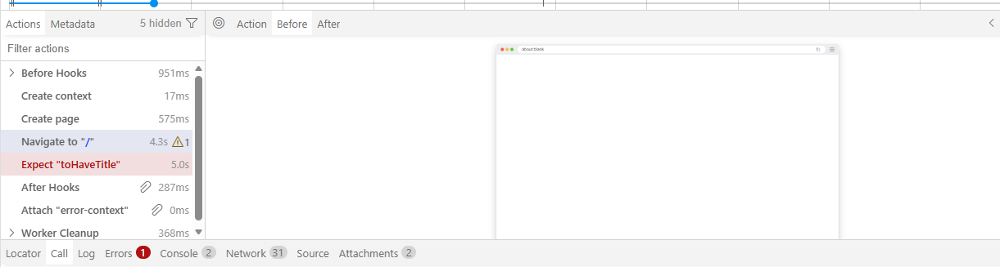 Actions Metadata 5 hidden Action Before After
Filter actions
about:blank
Before Hooks 951ms
Create context 17ms
Create page 575ms
Navigate to "/" 4.3s 1
Expect "toHaveTitle" 5.0s
After Hooks 287ms
Attach "error-context" 0ms
Worker Cleanup 368ms
Locator Call Log Errors 1 Console 2 Network 31 Source Attachments 2